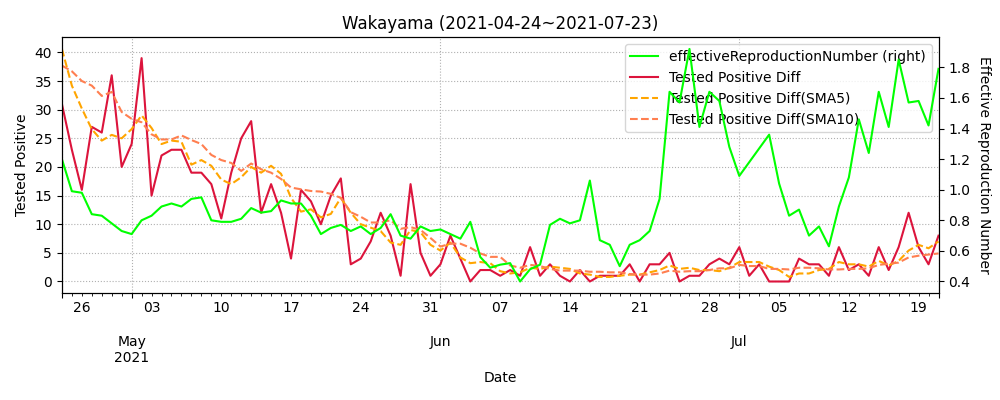 Wakayama (2021-04-24~2021-07-23)
effectiveReproductionNumber (right)
Tested Positive Diff
Tested Positive Diff(SMA5)
Tested Positive Diff(SMA10)
Tested Positive
40
35
30
25
20
15
10
5
0
Effective Reproduction Number
1.8
1.6
1.4
1.2
1.0
0.8
0.6
0.4
26 03 10 17 24 31 07 14 21 28 05 12 19
May Jun Jul
2021
Date